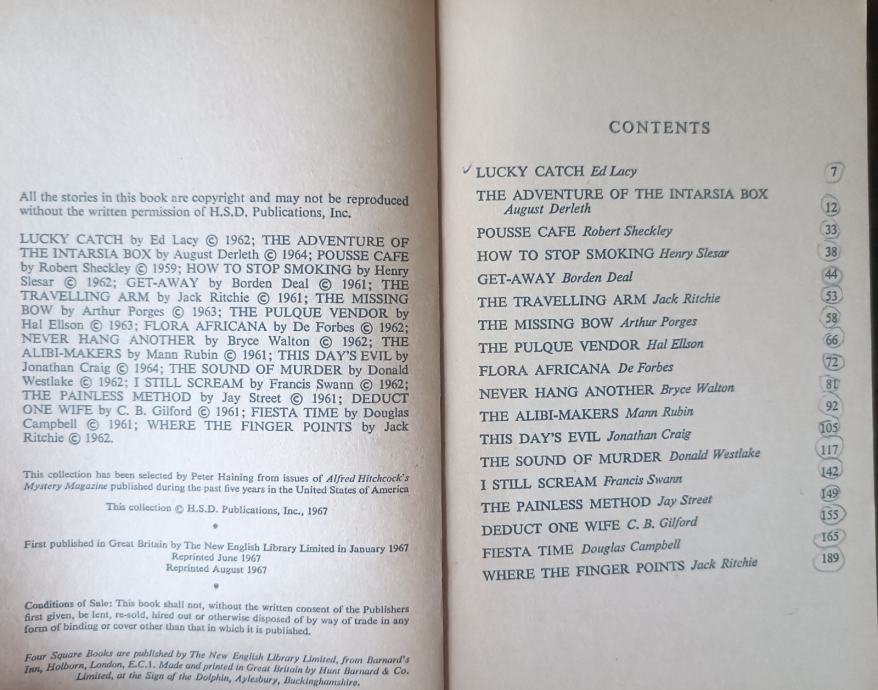 All the stories in this book are copyright and may not be reproduced
without the written permission of H.S.D. Publications, Inc.
LUCKY CATCH by Ed Lacy © 1962; THE ADVENTURE OF
THE INTARSIA BOX by August Derleth © 1964; POUSSE CAFE
by Robert Sheckley © 1959; HOW TO STOP SMOKING by Henry
Slesar © 1962; GET-AWAY by Borden Deal © 1961; THE
TRAVELLING ARM by Jack Ritchie © 1961; THE MISSING
BOW by Arthur Porges © 1963; THE PULQUE VENDOR by
Hal Ellson © 1963; FLORA AFRICANA by De Forbes © 1962;
NEVER HANG ANOTHER by Bryce Walton © 1962; THE
ALIBI-MAKERS by Mann Rubin © 1961; THIS DAY'S EVIL by
Jonathan Craig © 1964; THE SOUND OF MURDER by Donald
Westlake © 1962; I STILL SCREAM by Francis Swann © 1962;
THE PAINLESS METHOD by Jay Street © 1961; DEDUCT
ONE WIFE by C. B. Gilford © 1961; FIESTA TIME by Douglas
Campbell © 1961; WHERE THE FINGER POINTS by Jack
Ritchie © 1962.
This collection has been selected by Peter Haining from issues of Alfred Hitchcock's
Mystery Magazine published during the past five years in the United States of America
This collection © H.S.D. Publications, Inc., 1967
First published in Great Britain by The New English Library Limited in January 1967
Reprinted June 1967
Reprinted August 1967
Conditions of Sale: This book shall not, without the written consent of the Publishers
first given, be lent, re-sold, hired out or otherwise disposed of by way of trade in any
form of binding or cover other than that in which it is published.
Four Square Books are published by The New English Library Limited, from Barnard's
Inn, Holborn, London, E.C.1. Made and printed in Great Britain by Hunt Barnard & Co.
Limited, at the Sign of the Dolphin, Aylesbury, Buckinghamshire.
CONTENTS
LUCKY CATCH Ed Lacy 7
THE ADVENTURE OF THE INTARSIA BOX
August Derleth 12
POUSSE CAFE Robert Sheckley 33
HOW TO STOP SMOKING Henry Slesar 38
GET-AWAY Borden Deal 44
THE TRAVELLING ARM Jack Ritchie 53
THE MISSING BOW Arthur Porges 58
THE PULQUE VENDOR Hal Ellson 66
FLORA AFRICANA De Forbes 72
NEVER HANG ANOTHER Bryce Walton 81
THE ALIBI-MAKERS Mann Rubin 92
THIS DAY'S EVIL Jonathan Craig 105
THE SOUND OF MURDER Donald Westlake 117
I STILL SCREAM Francis Swann 142
THE PAINLESS METHOD Jay Street 149
DEDUCT ONE WIFE C. B. Gilford 155
FIESTA TIME Douglas Campbell 165
WHERE THE FINGER POINTS Jack Ritchie 189